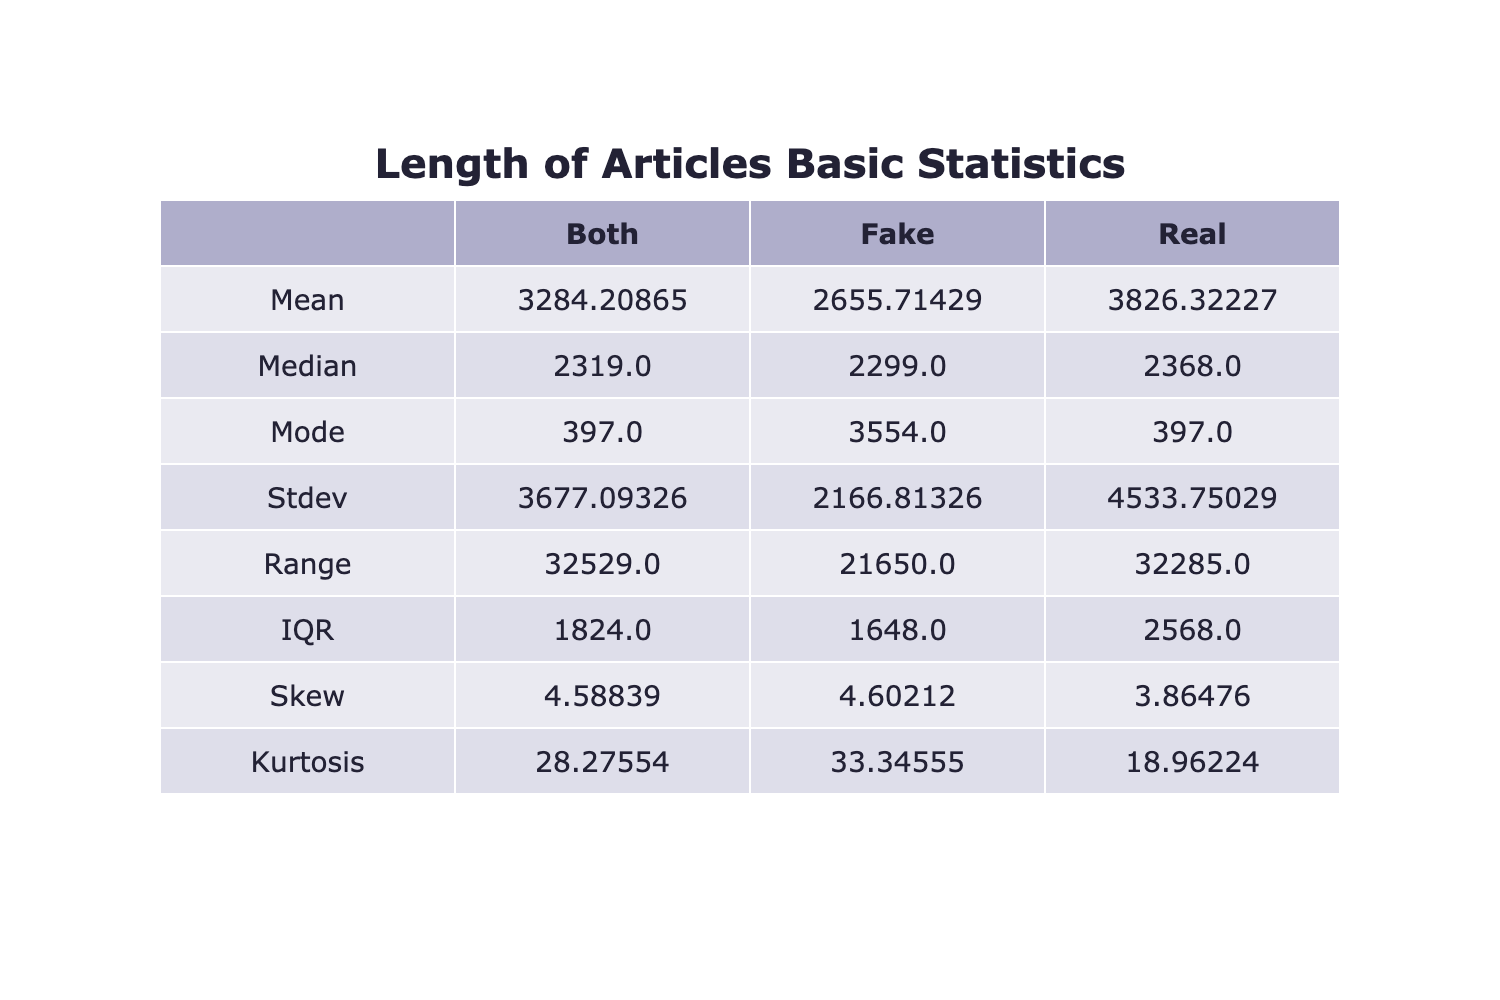 Length of Articles Basic Statistics
Both Fake Real
Mean 3284.20865 2655.71429 3826.32227
Median 2319.0 2299.0 2368.0
Mode 397.0 3554.0 397.0
Stdev 3677.09326 2166.81326 4533.75029
Range 32529.0 21650.0 32285.0
IQR 1824.0 1648.0 2568.0
Skew 4.58839 4.60212 3.86476
Kurtosis 28.27554 33.34555 18.96224